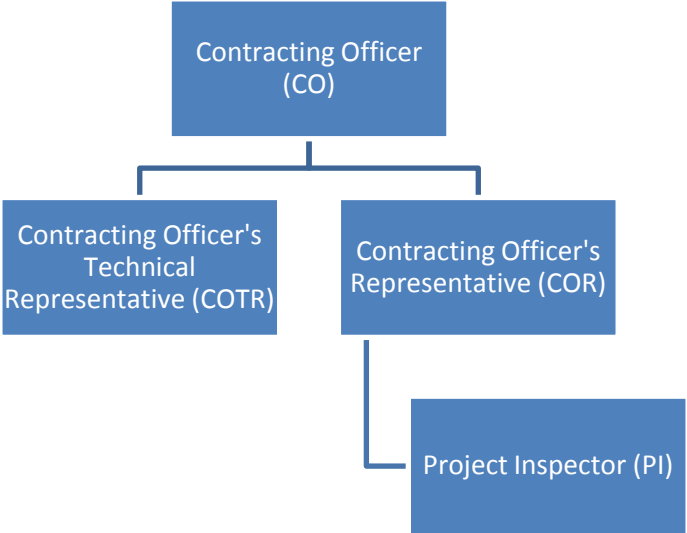 Contracting Officer
(CO)
Contracting Officer's
Technical
Representative (COTR)
Contracting Officer's
Representative (COR)
Project Inspector (PI)